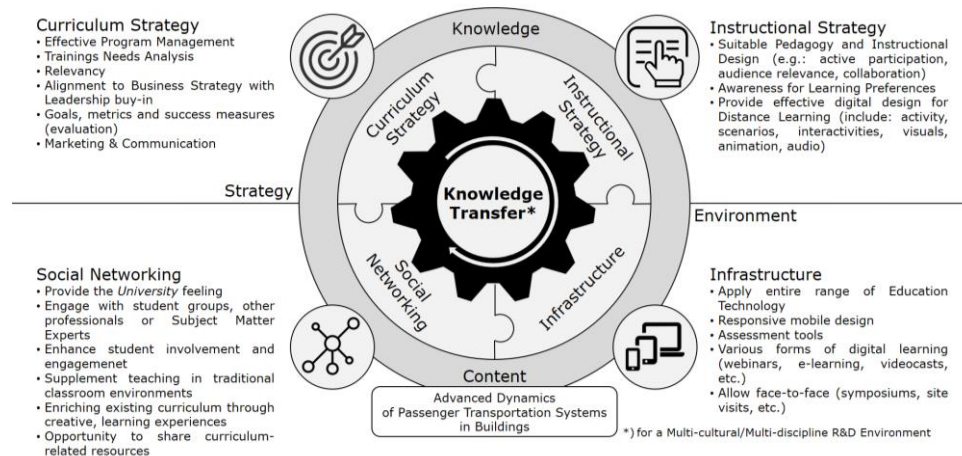 Curriculum Strategy
• Effective Program Management
• Trainings Needs Analysis
• Relevancy
• Alignment to Business Strategy with
Leadership buy-in
• Goals, metrics and success measures
(evaluation)
• Marketing & Communication
Knowledge
Instructional Strategy
• Suitable Pedagogy and Instructional
Design (e.g.: active participation,
audience relevance, collaboration)
• Awareness for Learning Preferences
• Provide effective digital design for
Distance Learning (include: activity,
scenarios, interactivities, visuals,
animation, audio)
Curriculum
Strategy
Instructional
Strategy
Strategy
Knowledge
Transfer*
Environment
Social
Networking
Infrastructure
Social Networking
• Provide the University feeling
• Engage with student groups, other
professionals or Subject Matter
Experts
• Enhance student involvement and
engagemenet
• Supplement teaching in traditional
classroom environments
• Enriching existing curriculum through
creative, learning experiences
• Opportunity to share curriculum-
related resources
Infrastructure
• Apply entire range of Education
Technology
• Responsive mobile design
• Assessment tools
• Various forms of digital learning
(webinars, e-learning, videocasts,
etc.)
• Allow face-to-face (symposiums, site
visits, etc.)
Content
Advanced Dynamics
of Passenger Transportation Systems
in Buildings
*) for a Multi-cultural/Multi-discipline R&D Environment